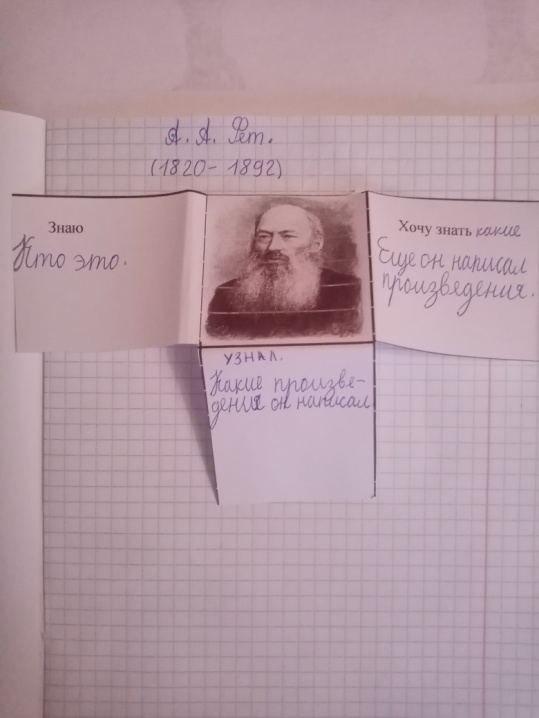 А. А. Фет.
(1820- 1892)
Знаю
Кто это.
Хочу знать какие
Еще он написал
произведения.
УЗНАЛ.
Какие произве-
дения он написал